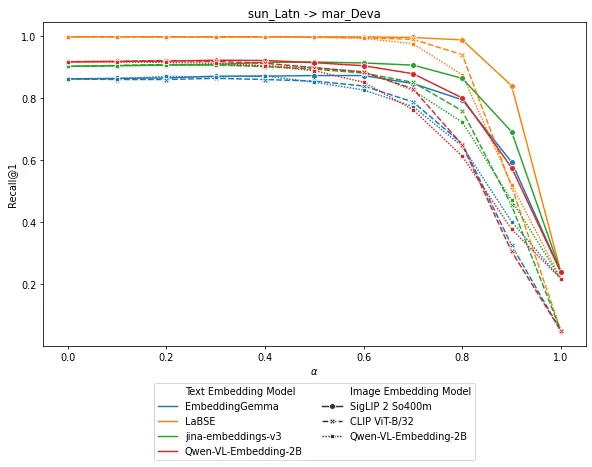 sun_Latn -> mar_Deva
1.0
0.8
0.6
0.4
0.2
Recall@1
0.0 0.2 0.4 0.6 0.8 1.0
α
Text Embedding Model Image Embedding Model
EmbeddingGemma SigLIP 2 So400m
LaBSE CLIP ViT-B/32
jina-embeddings-v3 Qwen-VL-Embedding-2B
Qwen-VL-Embedding-2B